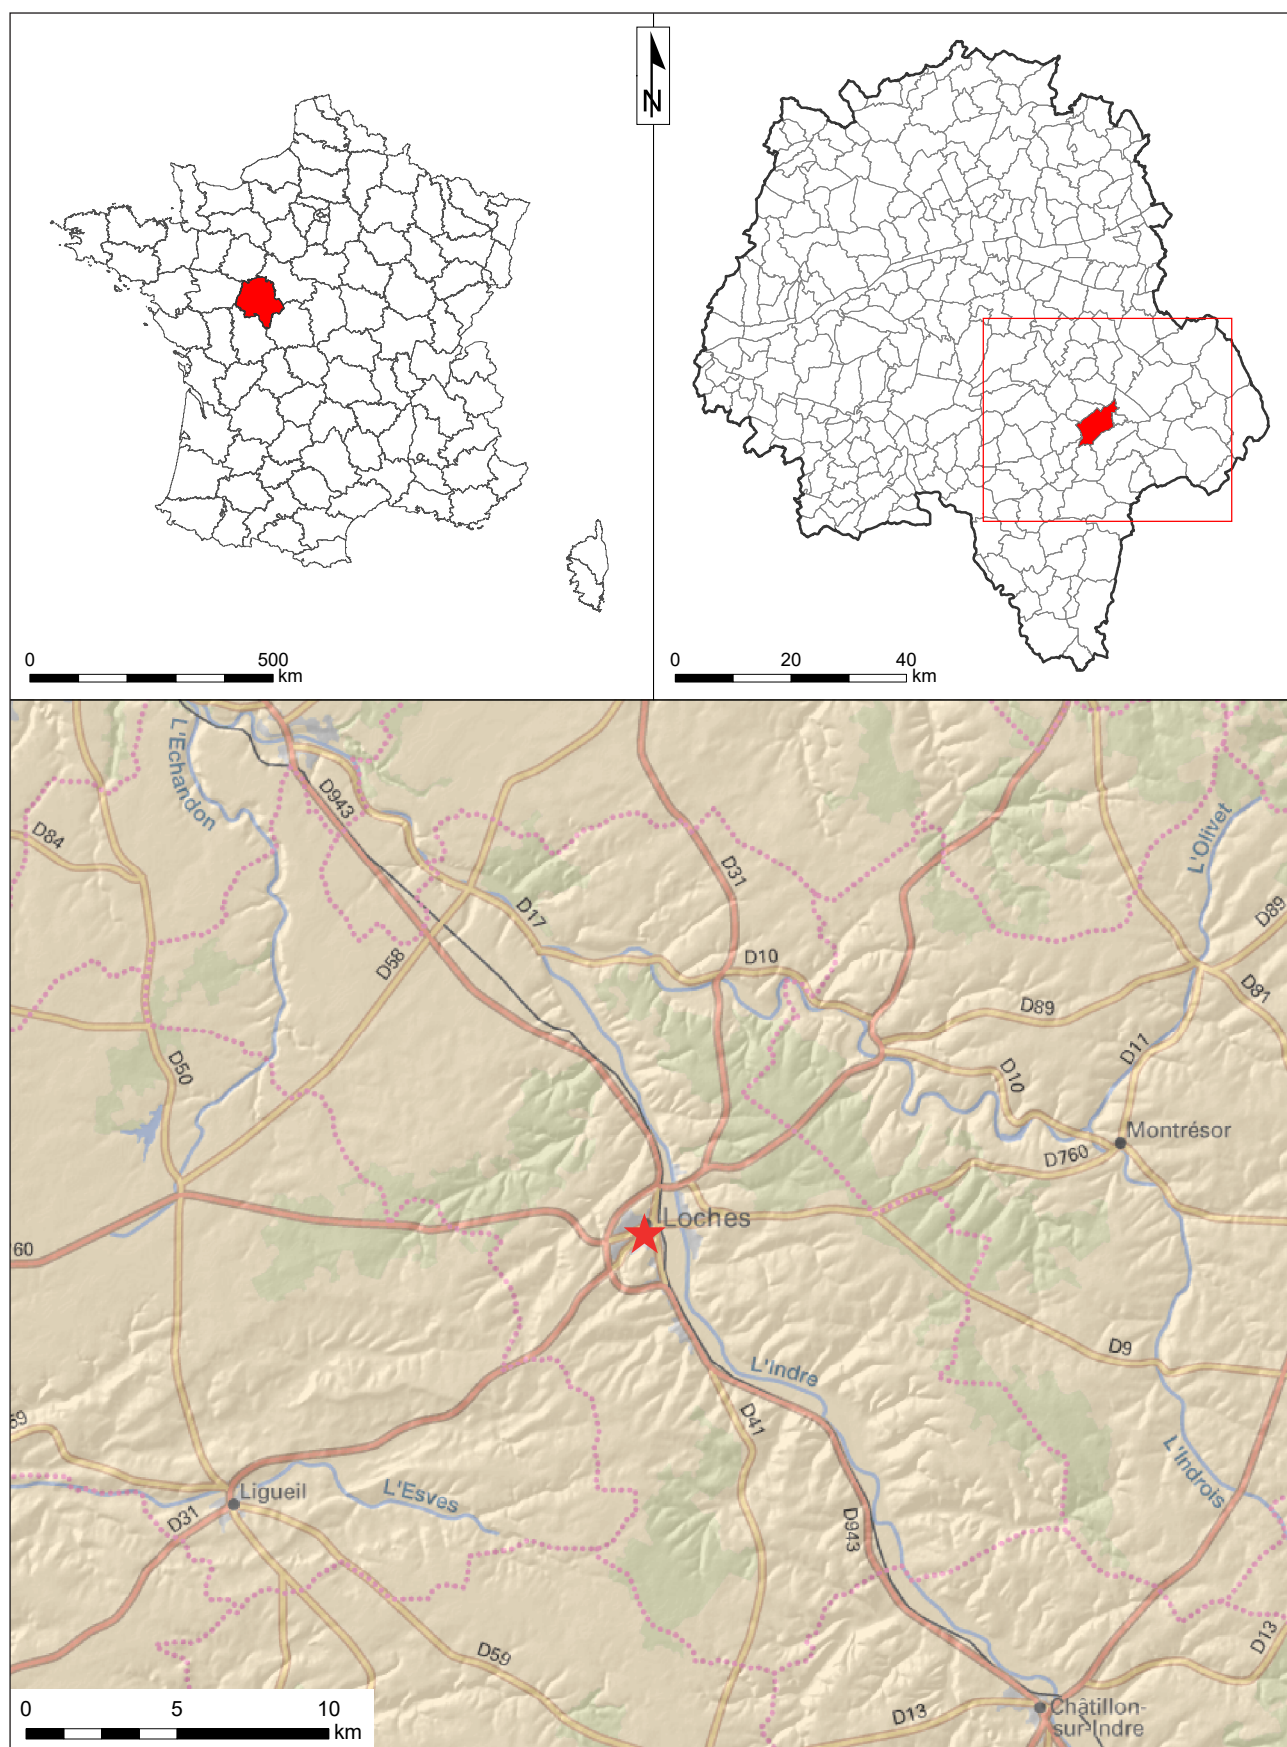 N
0
500
km
0
20
40
km
L'Echandon
D943
D84
D31
L'Olivet
D17
D89
D58
D10
D81
D89
D11
D50
D10
Montrésor
D760
Loches
60
L'Indre
D9
D41
59
L'Indrois
Ligueil
L'Esves
D31
D943
D59
D13
0
5
10
km
D13
Châtillon-
sur-Indre